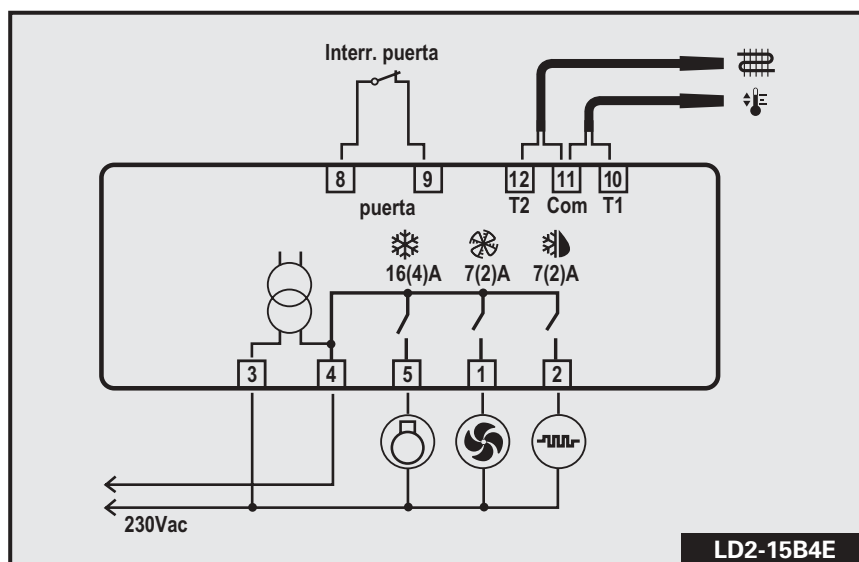 Interr. puerta
8 9 12 11 10
puerta T2 Com T1
16(4)A 7(2)A 7(2)A
3 4 5 1 2
230Vac
LD2-15B4E